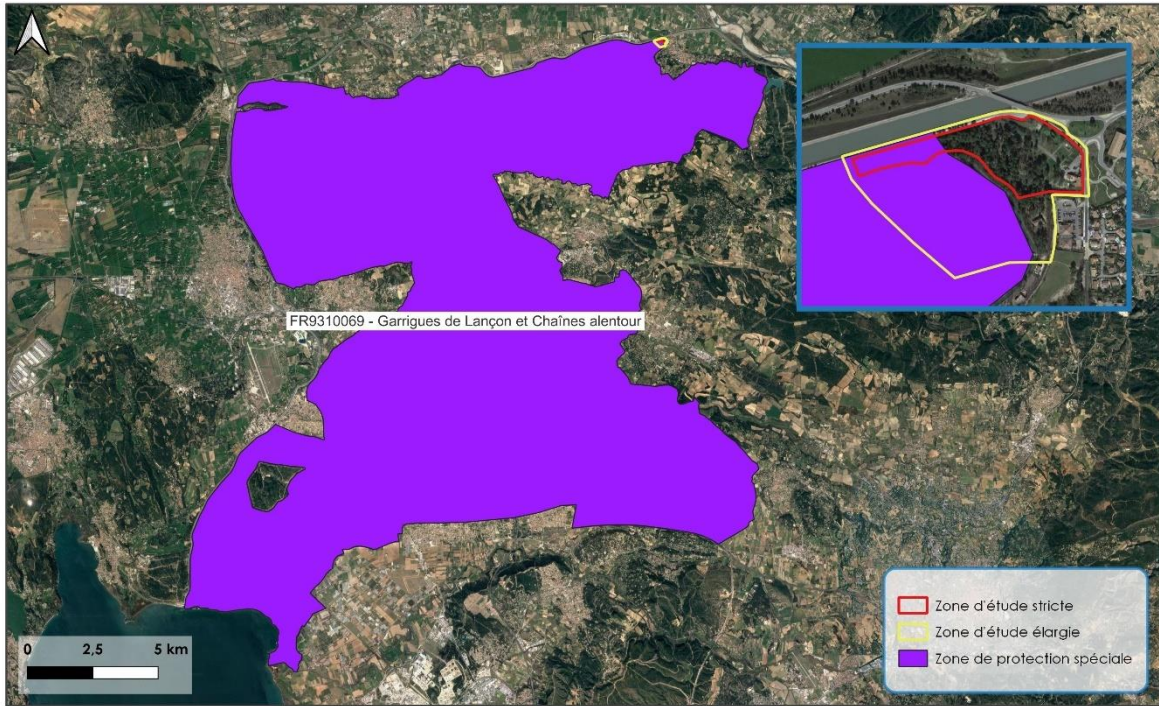 FR9310069 - Garrigues de Lançon et Chaînes alentour
0 2,5 5 km
Zone d'étude stricte
Zone d'étude élargie
Zone de protection spéciale